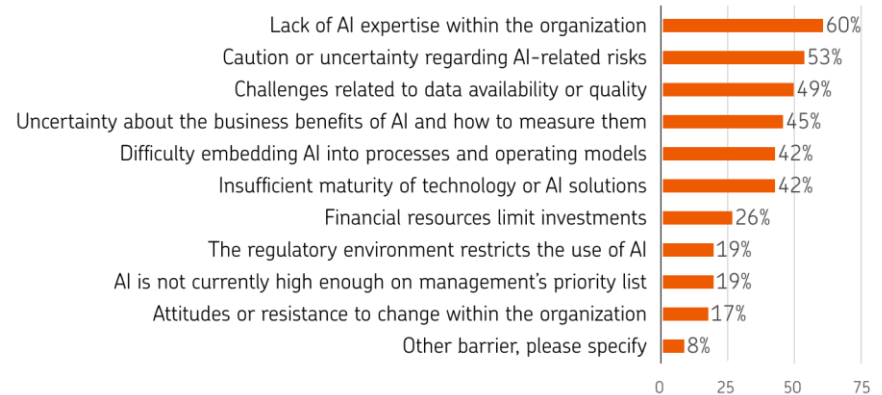 Lack of AI expertise within the organization 60%
Caution or uncertainty regarding AI-related risks 53%
Challenges related to data availability or quality 49%
Uncertainty about the business benefits of AI and how to measure them 45%
Difficulty embedding AI into processes and operating models 42%
Insufficient maturity of technology or AI solutions 42%
Financial resources limit investments 26%
The regulatory environment restricts the use of AI 19%
AI is not currently high enough on management’s priority list 19%
Attitudes or resistance to change within the organization 17%
Other barrier, please specify 8%
0 25 50 75